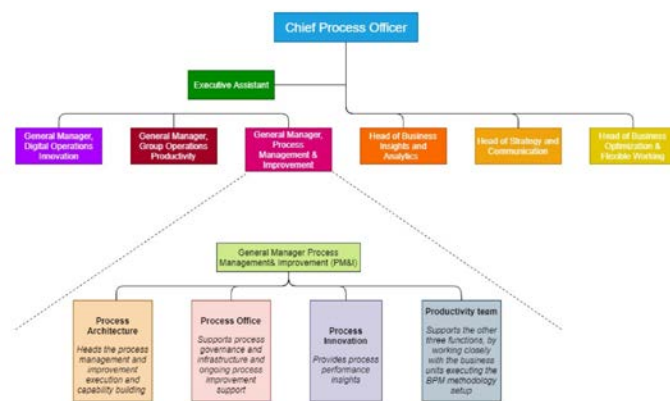 Chief Process Officer
Executive Assistant
General Manager,
Digital Operations
Innovation
General Manager,
Group Operations
Productivity
General Manager,
Process
Management &
Improvement
Head of Business
Insights and
Analytics
Head of Strategy and
Communication
Head of Business
Optimization &
Flexible Working
General Manager Process
Management& Improvement (PM&I)
Process
Architecture
Heads the process
management and
improvement
execution and
capability building
Process Office
Supports process
governance and
infrastructure and
ongoing process
improvement
support
Process
Innovation
Provides process
performance
insights
Productivity team
Supports the other
three functions, by
working closely
with the business
units executing the
BPM methodology
setup